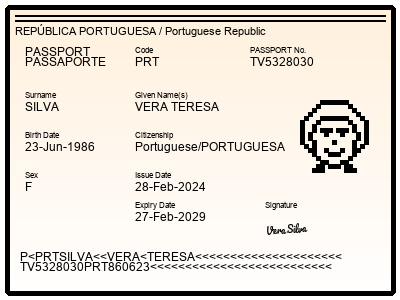 REPÚBLICA PORTUGUESA / Portuguese Republic
PASSPORT
PASSAPORTE
Code
PRT
PASSPORT No.
TV5328030
Surname
SILVA
Given Name(s)
VERA TERESA
Birth Date
23-Jun-1986
Citizenship
Portuguese/PORTUGUESA
Sex
F
Issue Date
28-Feb-2024
Expiry Date
27-Feb-2029
Signature
Vera Silva
P<PRTSILVA<<VERA<TERESA<<<<<<<<<<<<<<<<<<<<<
TV5328030PRT860623<<<<<<<<<<<<<<<<<<<<<<<<<<